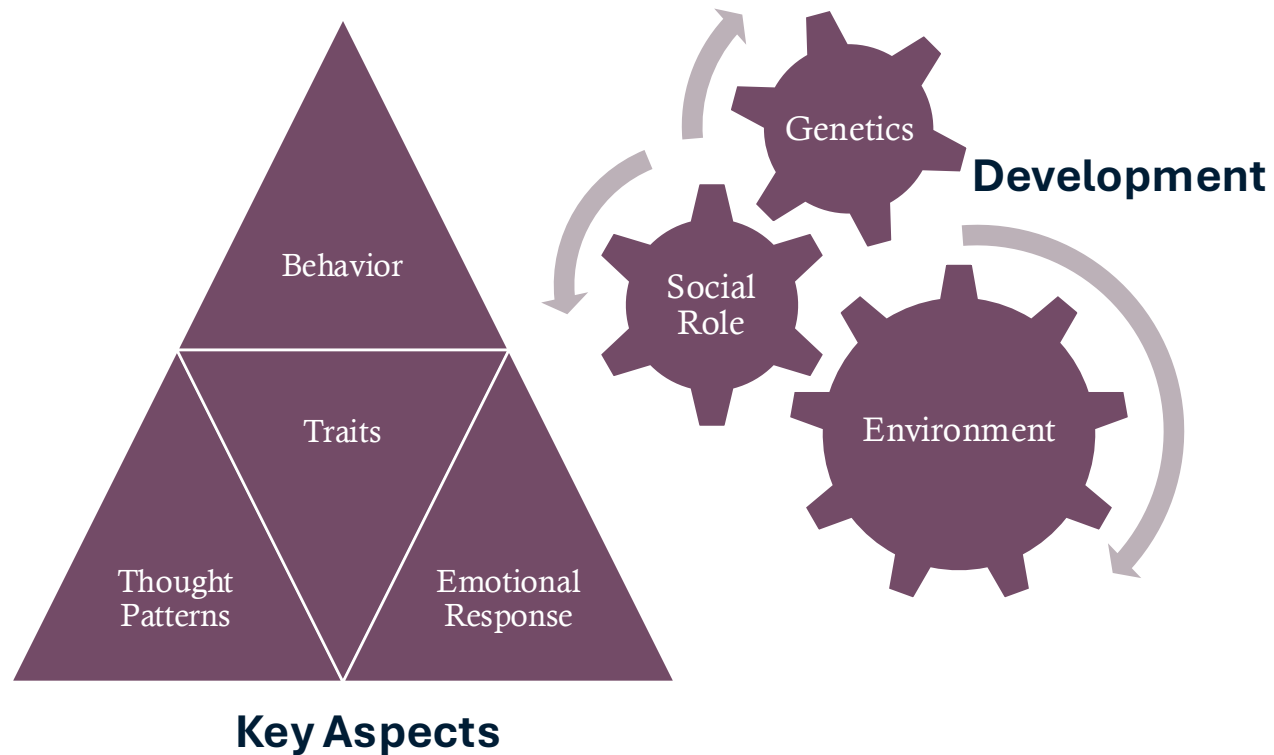 Behavior
Traits
Thought
Patterns
Emotional
Response
Key Aspects
Genetics
Development
Social
Role
Environment